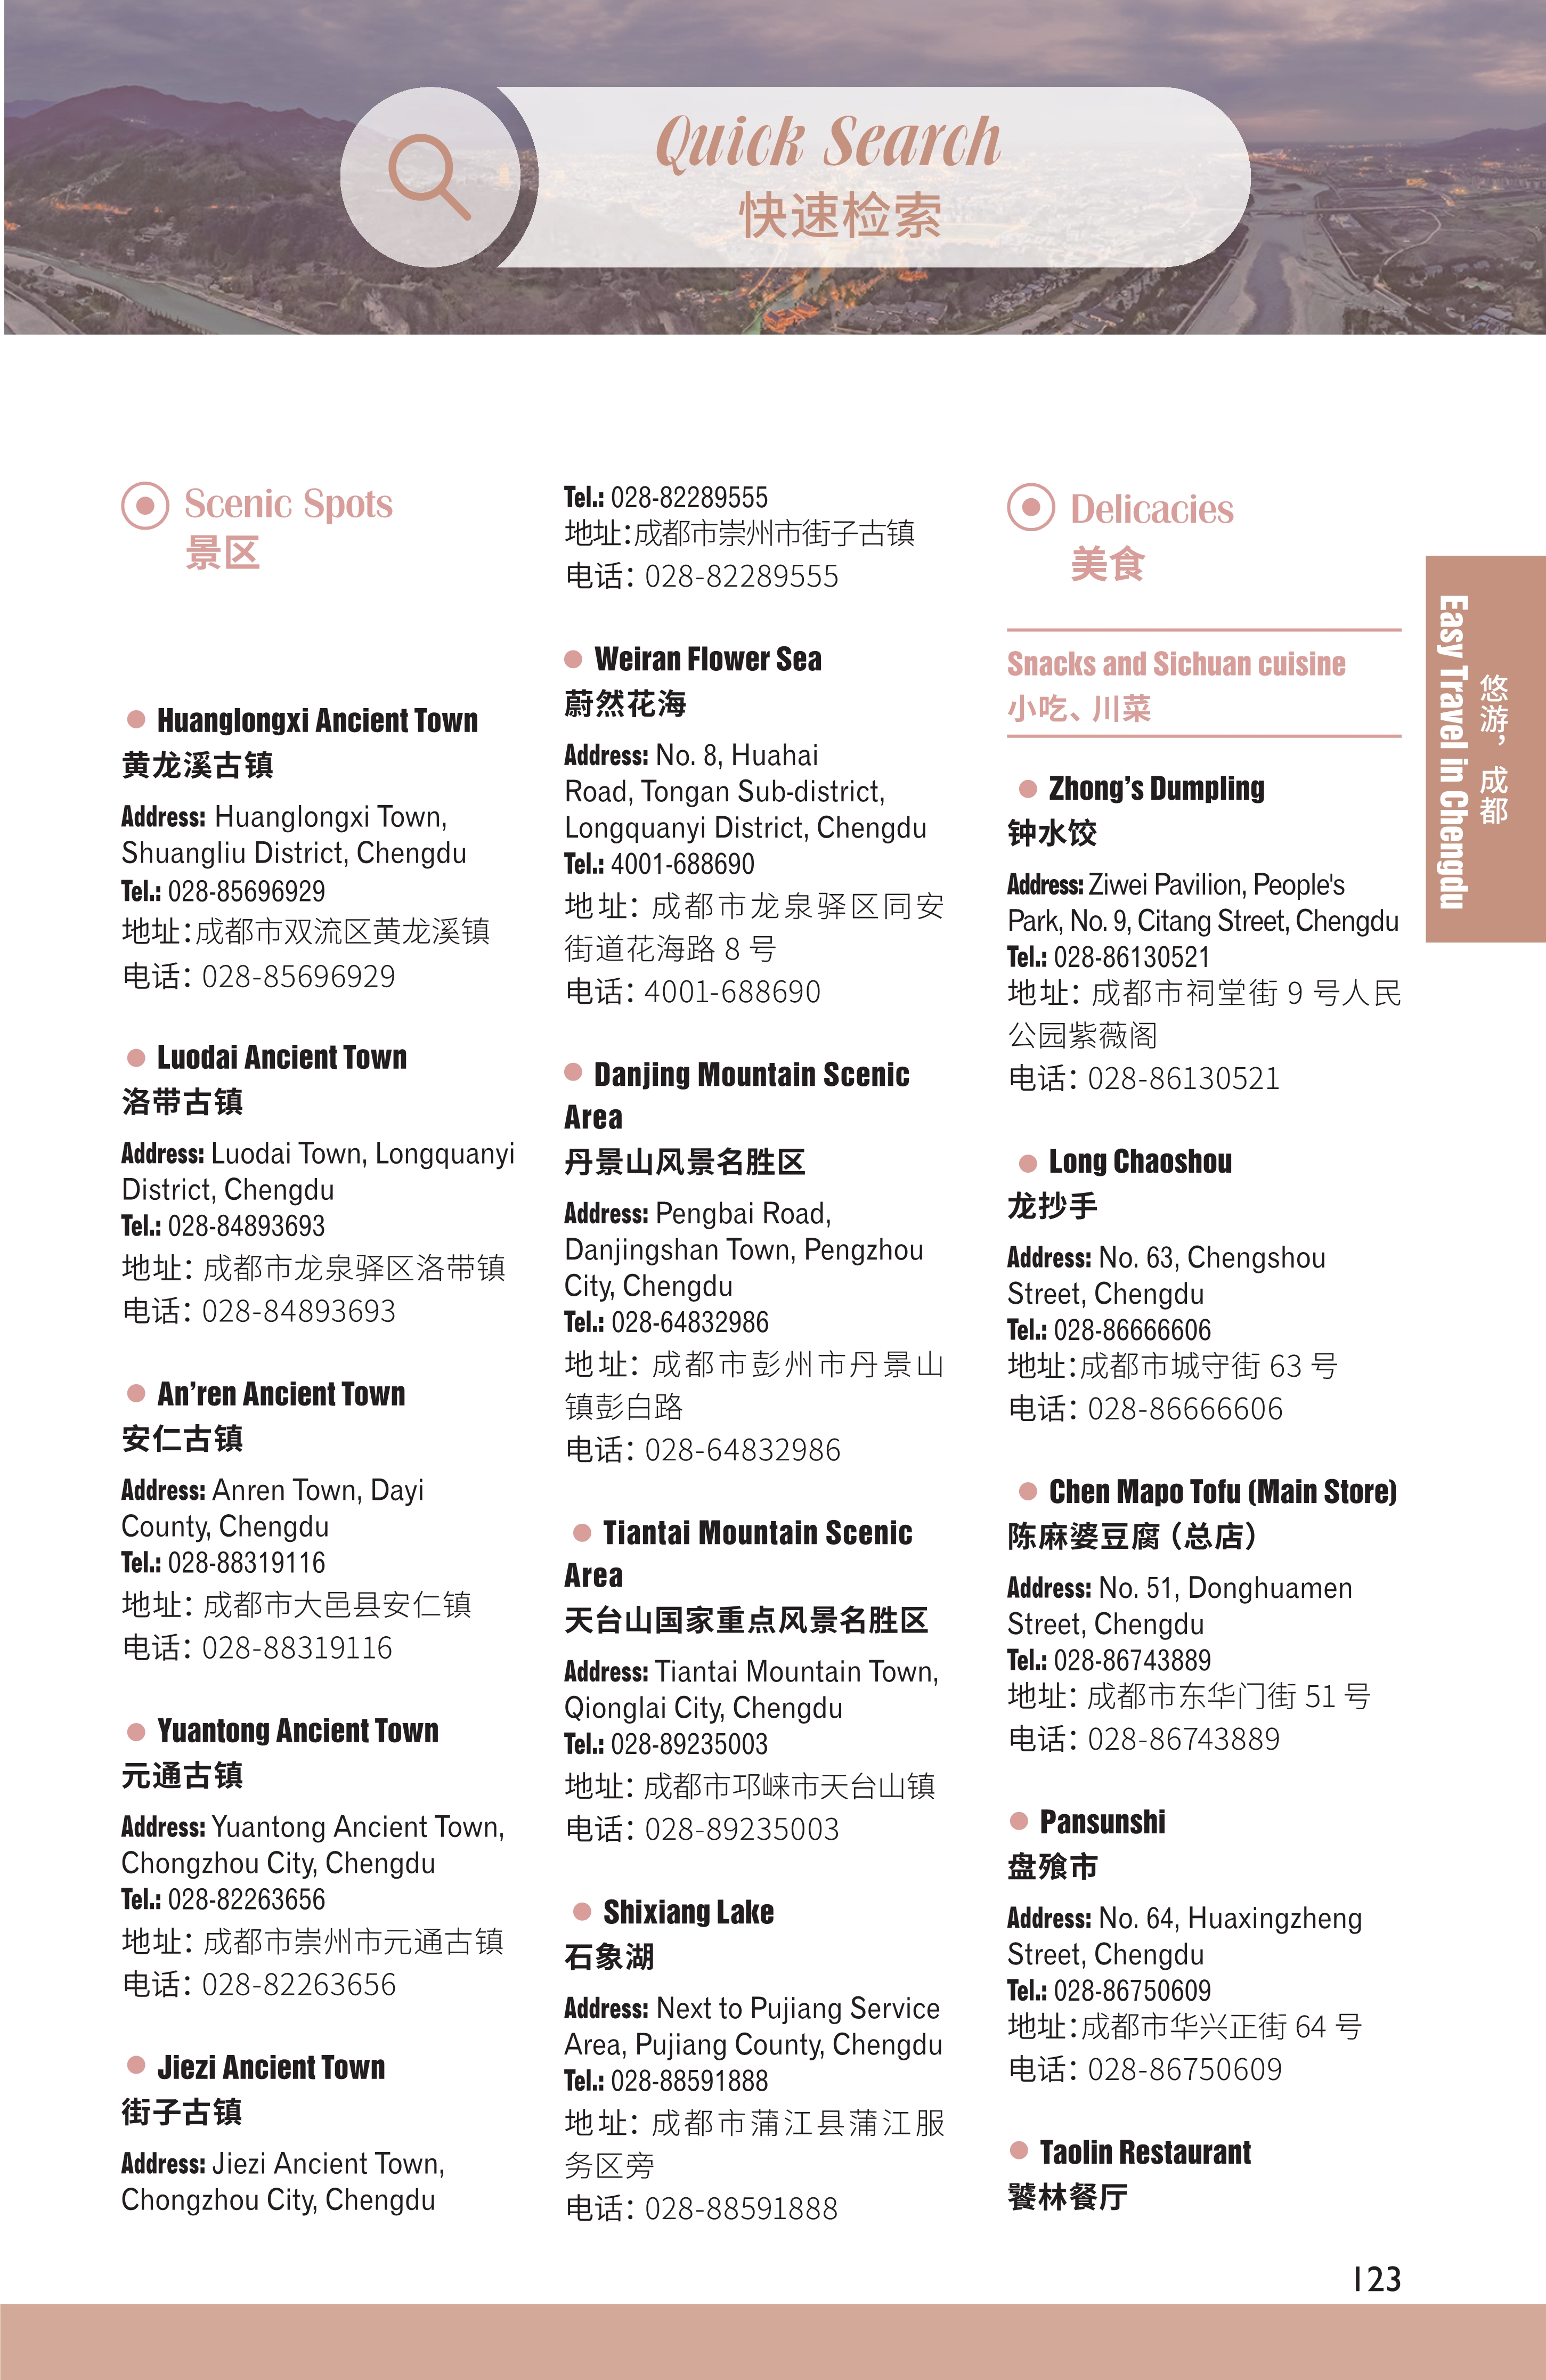 Quick Search
快速检索
Scenic Spots
景区
Huanglongxi Ancient Town
黄龙溪古镇
Address: Huanglongxi Town,
Shuangliu District, Chengdu
Tel.: 028-85696929
地址：成都市双流区黄龙溪镇
电话：028-85696929
Luodai Ancient Town
洛带古镇
Address: Luodai Town, Longquanyi
District, Chengdu
Tel.: 028-84893693
地址：成都市龙泉驿区洛带镇
电话：028-84893693
An’ren Ancient Town
安仁古镇
Address: Anren Town, Dayi
County, Chengdu
Tel.: 028-88319116
地址：成都市大邑县安仁镇
电话：028-88319116
Yuantong Ancient Town
元通古镇
Address: Yuantong Ancient Town,
Chongzhou City, Chengdu
Tel.: 028-82263656
地址：成都市崇州市元通古镇
电话：028-82263656
Jiezi Ancient Town
街子古镇
Address: Jiezi Ancient Town,
Chongzhou City, Chengdu
Tel.: 028-82289555
地址：成都市崇州市街子古镇
电话：028-82289555
Weiran Flower Sea
蔚然花海
Address: No. 8, Huahai
Road, Tongan Sub-district,
Longquanyi District, Chengdu
Tel.: 4001-688690
地址：成都市龙泉驿区同安
街道花海路 8 号
电话：4001-688690
Danjing Mountain Scenic
Area
丹景山风景名胜区
Address: Pengbai Road,
Danjingshan Town, Pengzhou
City, Chengdu
Tel.: 028-64832986
地址：成都市彭州市丹景山
镇彭白路
电话：028-64832986
Tiantai Mountain Scenic
Area
天台山国家重点风景名胜区
Address: Tiantai Mountain Town,
Qionglai City, Chengdu
Tel.: 028-89235003
地址：成都市邛崃市天台山镇
电话：028-89235003
Shixiang Lake
石象湖
Address: Next to Pujiang Service
Area, Pujiang County, Chengdu
Tel.: 028-88591888
地址：成都市蒲江县蒲江服
务区旁
电话：028-88591888
Delicacies
美食
Snacks and Sichuan cuisine
小吃、川菜
Zhong’s Dumpling
钟水饺
Address: Ziwei Pavilion, People's
Park, No. 9, Citang Street, Chengdu
Tel.: 028-86130521
地址：成都市祠堂街 9 号人民
公园紫薇阁
电话：028-86130521
Long Chaoshou
龙抄手
Address: No. 63, Chengshou
Street, Chengdu
Tel.: 028-86666606
地址：成都市城守街 63 号
电话：028-86666606
Chen Mapo Tofu (Main Store)
陈麻婆豆腐（总店）
Address: No. 51, Donghuamen
Street, Chengdu
Tel.: 028-86743889
地址：成都市东华门街 51 号
电话：028-86743889
Pansunshi
盘飧市
Address: No. 64, Huaxingzheng
Street, Chengdu
Tel.: 028-86750609
地址：成都市华兴正街 64 号
电话：028-86750609
Taolin Restaurant
饕林餐厅
悠游，成都
Easy Travel in Chengdu
123